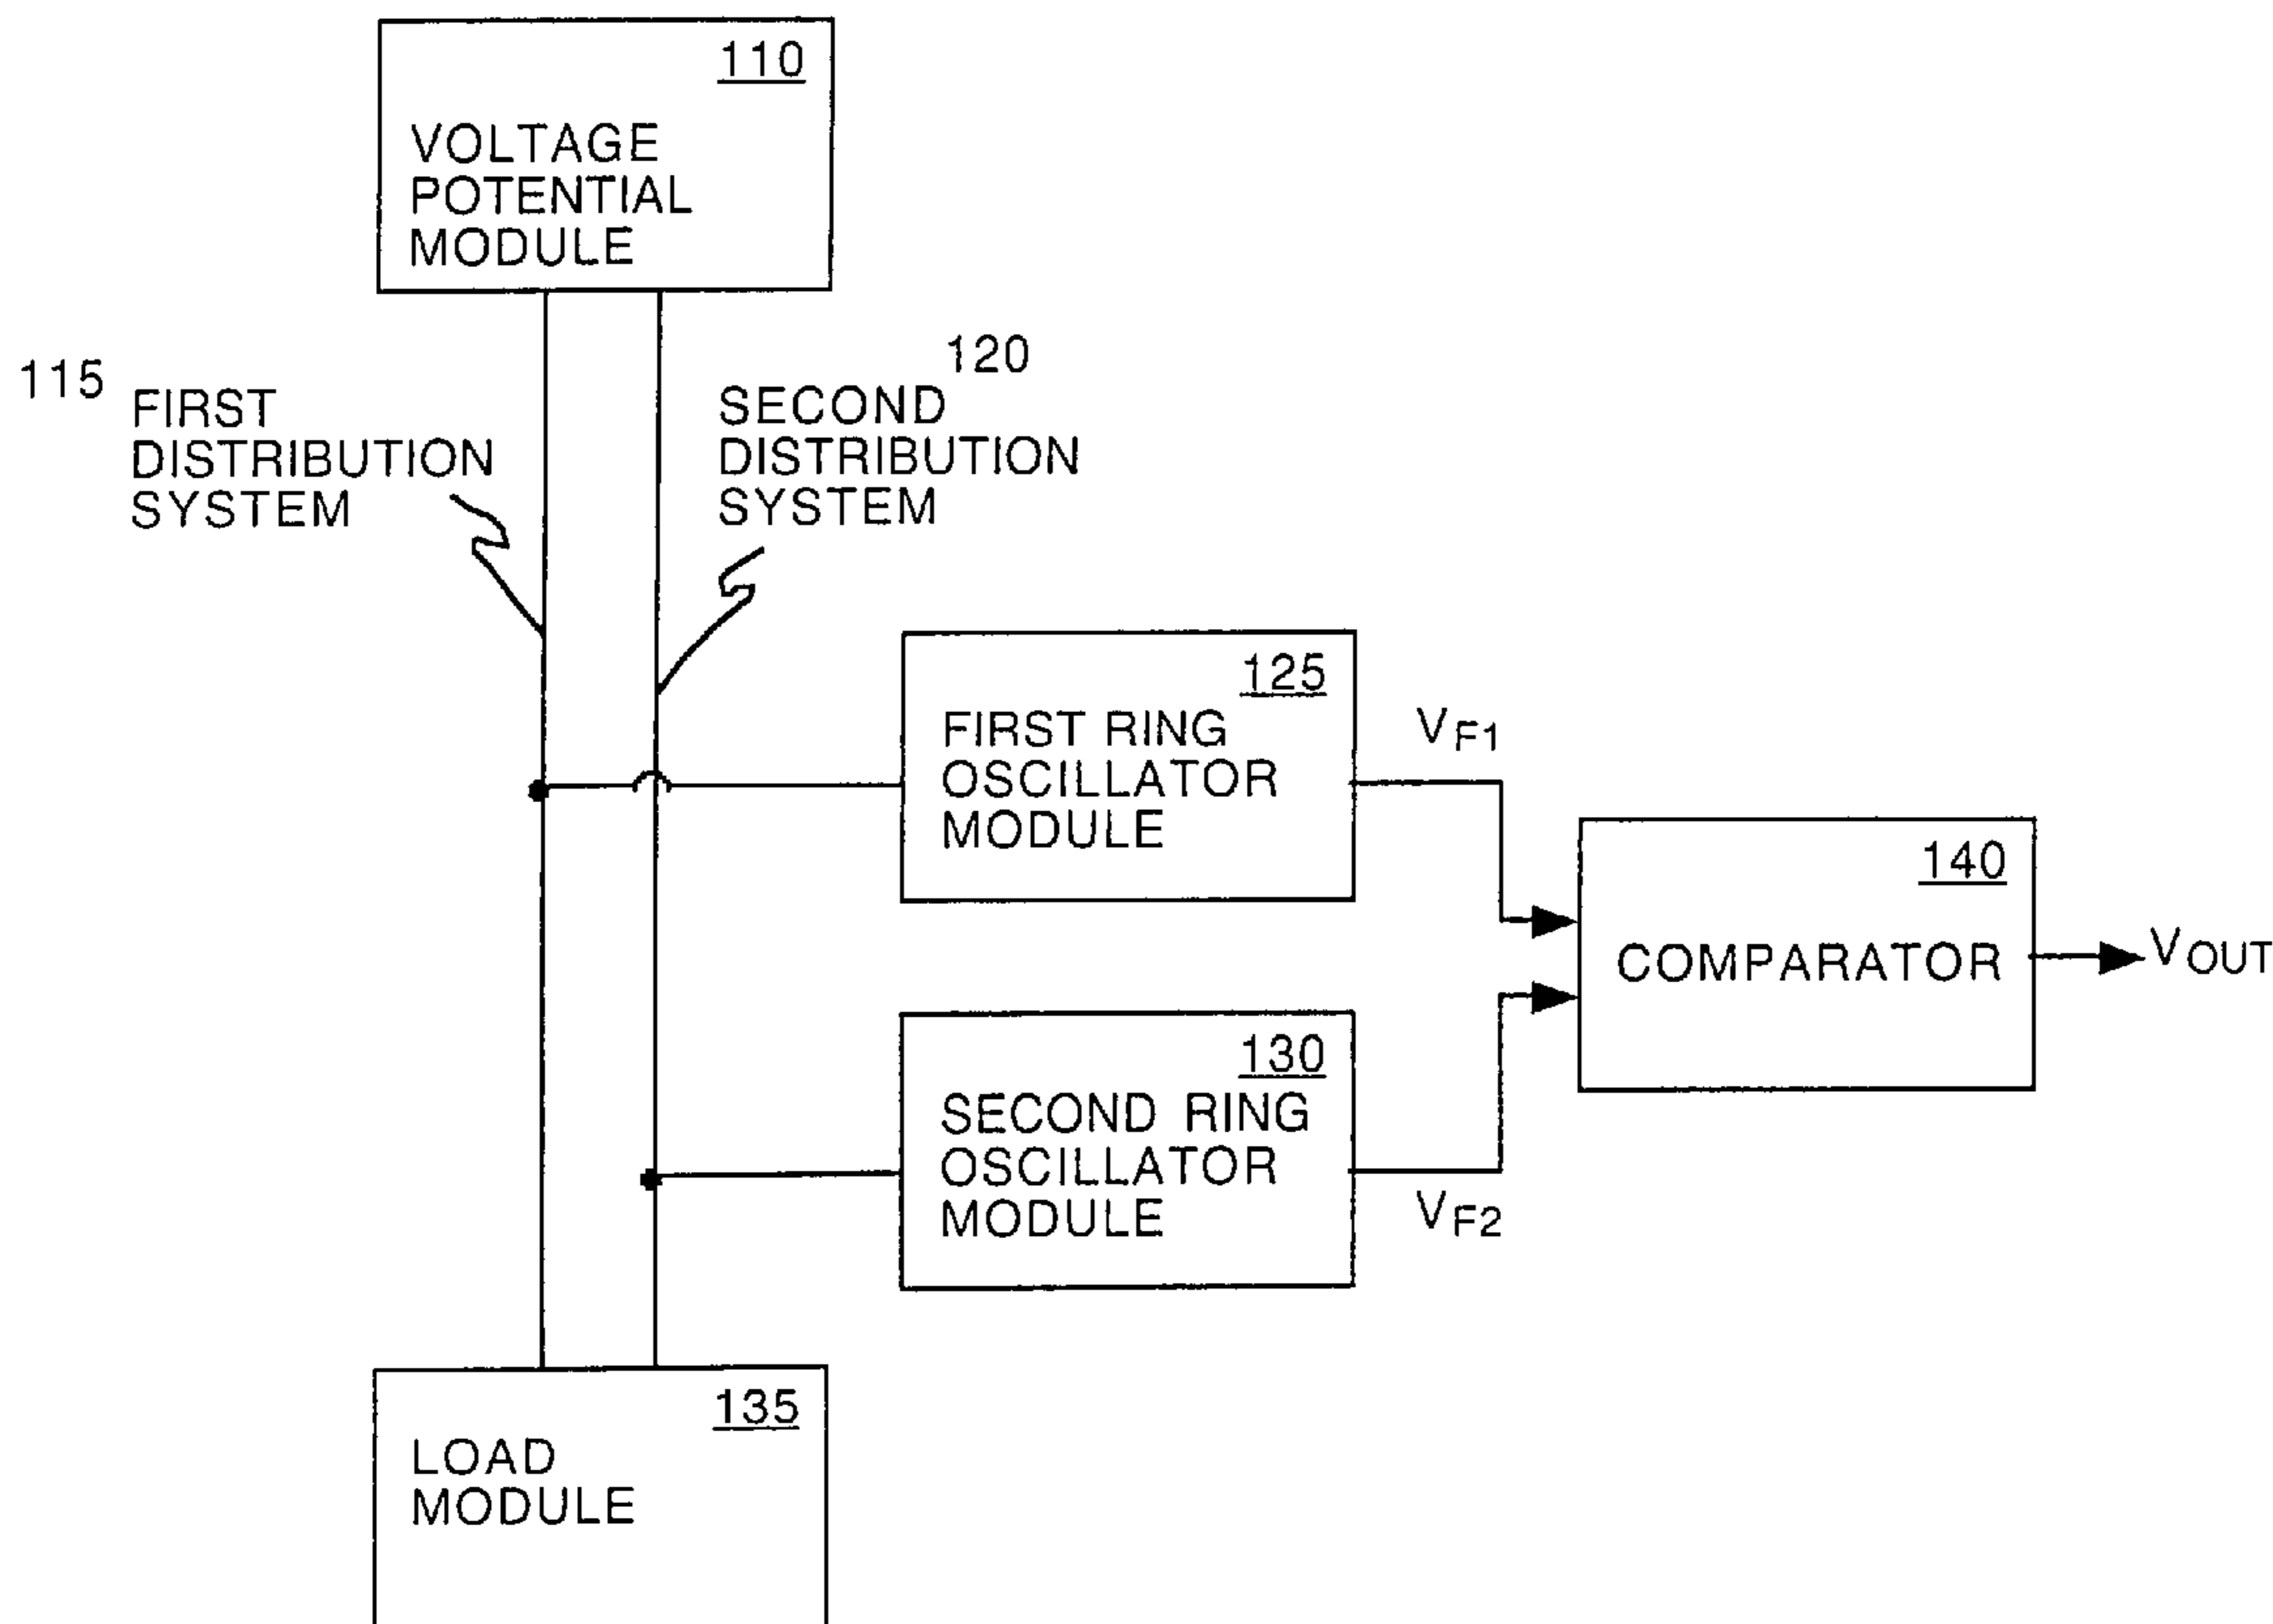 110
VOLTAGE
POTENTIAL
MODULE
115
FIRST
DISTRIBUTION
SYSTEM
120
SECOND
DISTRIBUTION
SYSTEM
125
FIRST RING
OSCILLATOR
MODULE
VF1
140
COMPARATOR
VOUT
130
SECOND RING
OSCILLATOR
MODULE
VF2
135
LOAD
MODULE